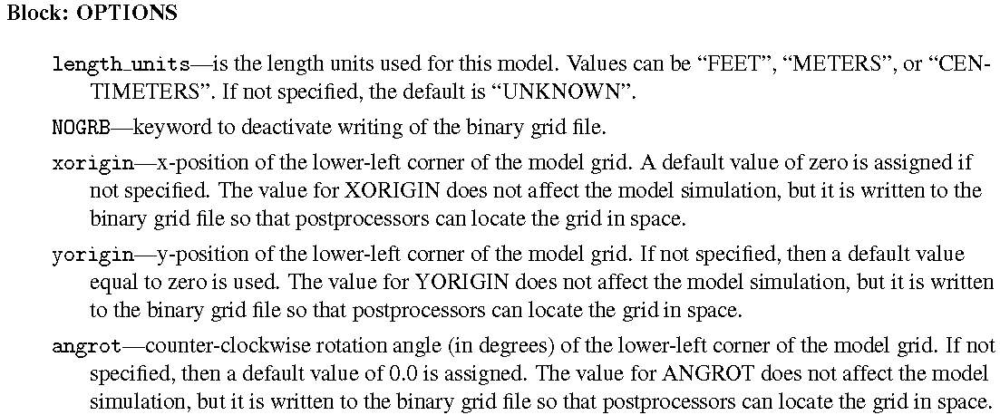 Block: OPTIONS
length_units—is the length units used for this model. Values can be “FEET”, “METERS”, or “CEN-
TIMETERS”. If not specified, the default is “UNKNOWN”.
NOGRB—keyword to deactivate writing of the binary grid file.
xorigin—x-position of the lower-left corner of the model grid. A default value of zero is assigned if
not specified. The value for XORIGIN does not affect the model simulation, but it is written to the
binary grid file so that postprocessors can locate the grid in space.
yorigin—y-position of the lower-left corner of the model grid. If not specified, then a default value
equal to zero is used. The value for YORIGIN does not affect the model simulation, but it is written
to the binary grid file so that postprocessors can locate the grid in space.
angrot—counter-clockwise rotation angle (in degrees) of the lower-left corner of the model grid. If not
specified, then a default value of 0.0 is assigned. The value for ANGROT does not affect the model
simulation, but it is written to the binary grid file so that postprocessors can locate the grid in space.